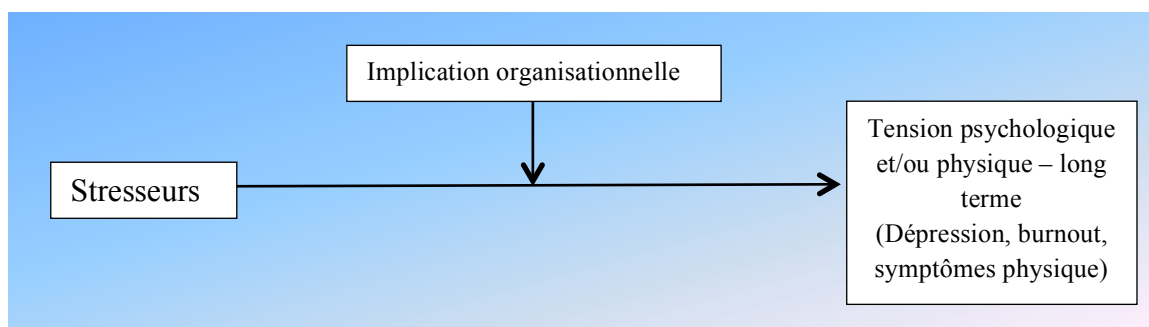 Implication organisationnelle
Stresseurs
Tension psychologique
et/ou physique – long
terme
(Dépression, burnout,
symptômes physique)